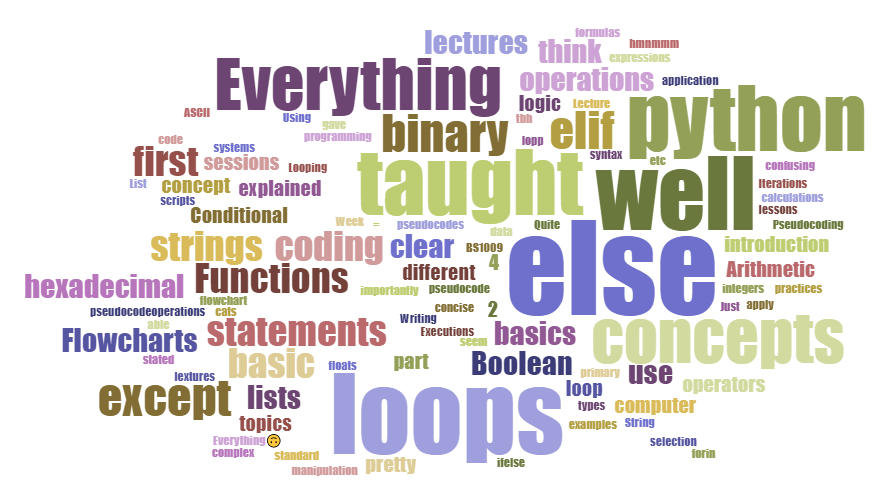 formulas
lectures think hmnmmm
expressions
Everything operations application
python
ASCII Using gave logic Lecture
programming binary tbh elif
code lopp
systems syntax etc
first sessions Looping taught well confusing
List concept explained Iterations
scripts calculations
Conditional lessons
Week = pseudocodes data Quite else Pseudocoding
strings coding clear BS1009 introduction
4
hexadecimal Functions different Arithmetic
flowchart importantly pseudocode integers practices
pseudocodeoperations cats concise 2 Just apply
able Writing
Flowcharts statements Executions basics concepts
stated seem
basic floats part Boolean primary use
lextures operators
except lists loops loop
types computer
topics examples String
Everything🙃 selection
complex standard forin
manipulation pretty ifelse